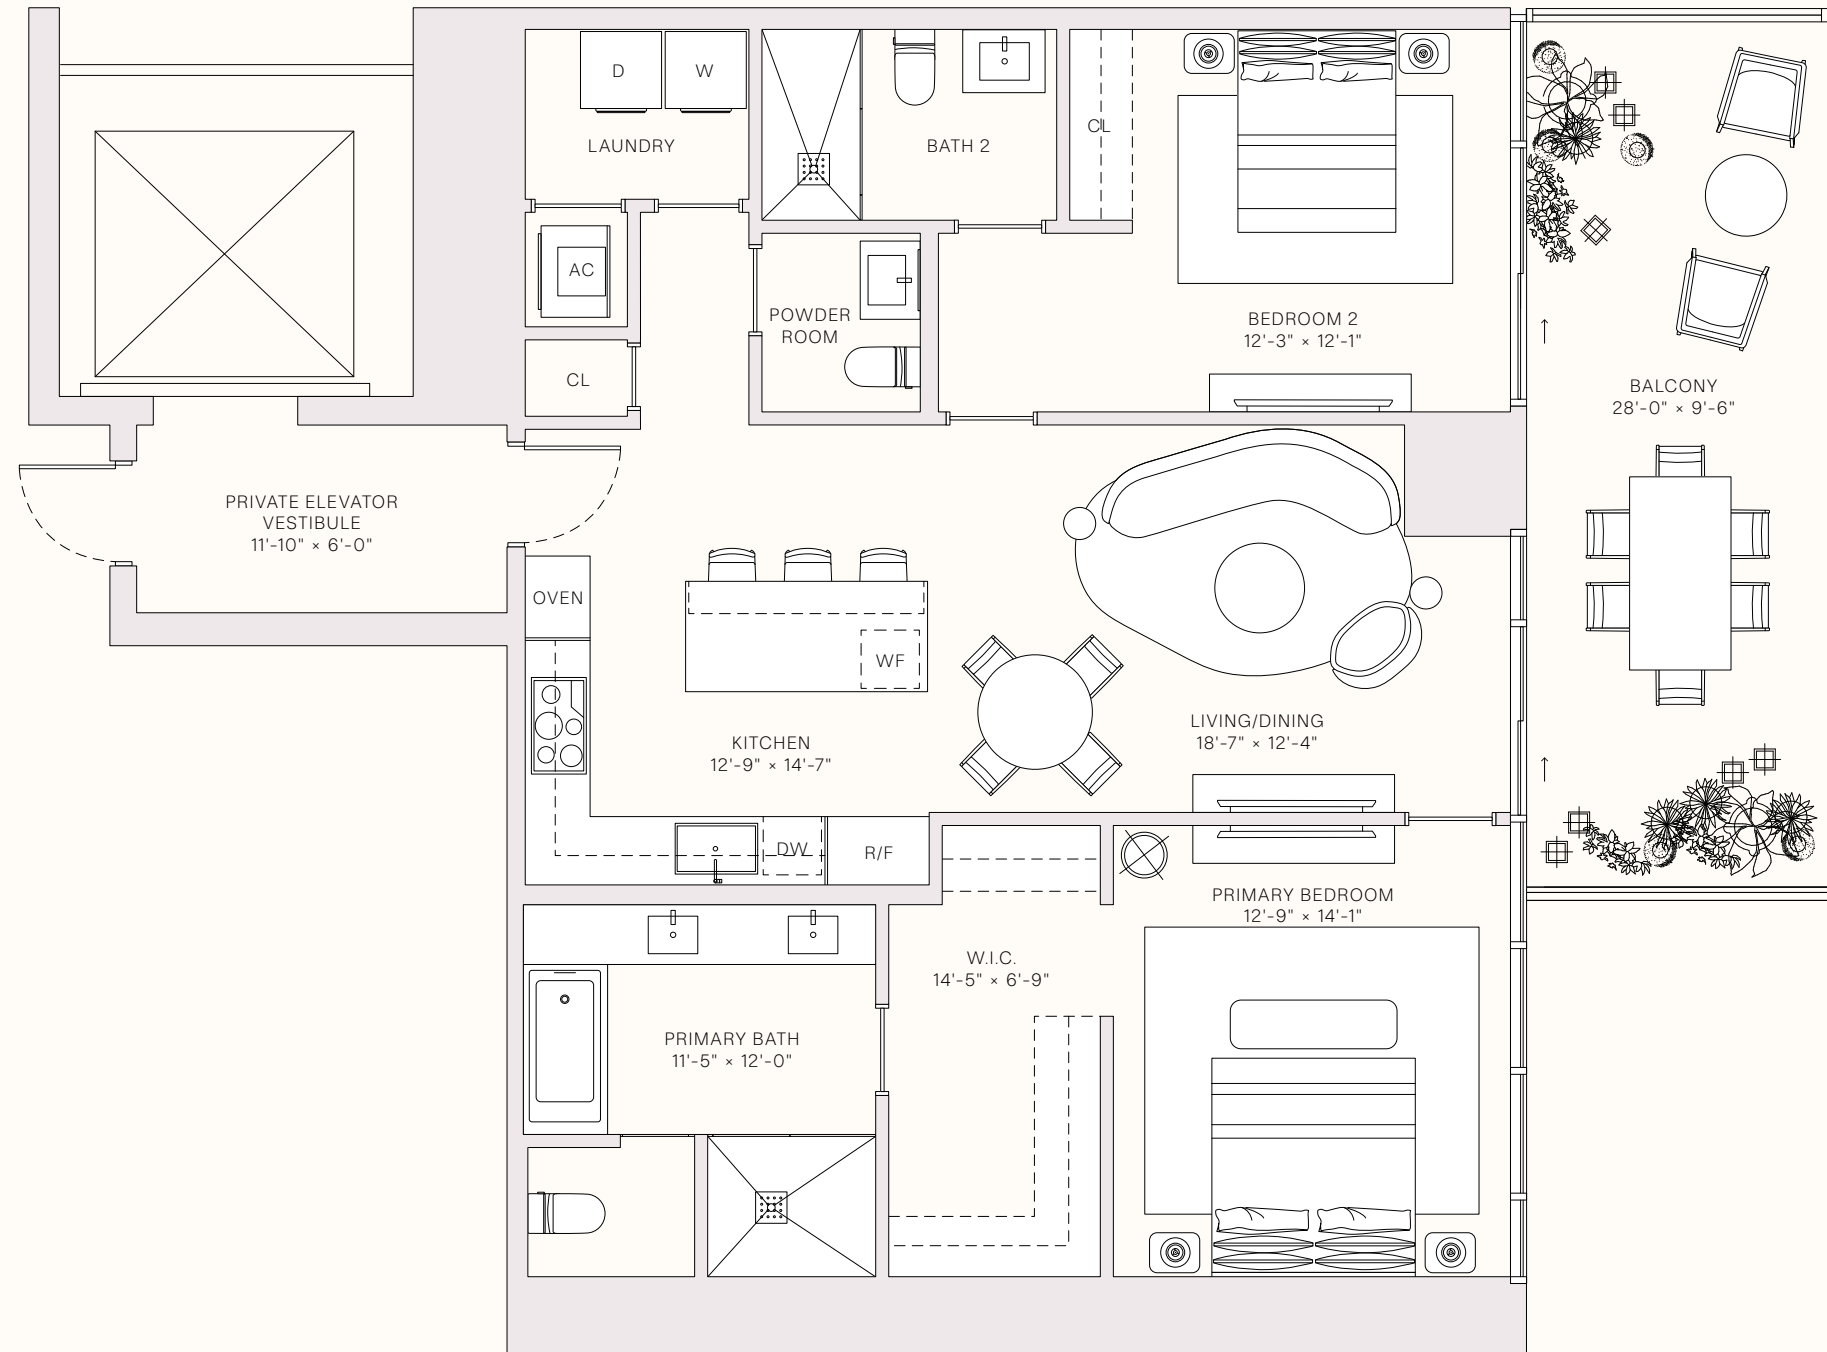 D
W
LAUNDRY
BATH 2
CL
AC
CL
POWDER
ROOM
BEDROOM 2
12'-3" × 12'-1"
BALCONY
28'-0" × 9'-6"
PRIVATE ELEVATOR
VESTIBULE
11'-10" × 6'-0"
OVEN
WF
KITCHEN
12'-9" × 14'-7"
LIVING/DINING
18'-7" × 12'-4"
DW
R/F
PRIMARY BEDROOM
12'-9" × 14'-1"
W.I.C.
14'-5" × 6'-9"
PRIMARY BATH
11'-5" × 12'-0"